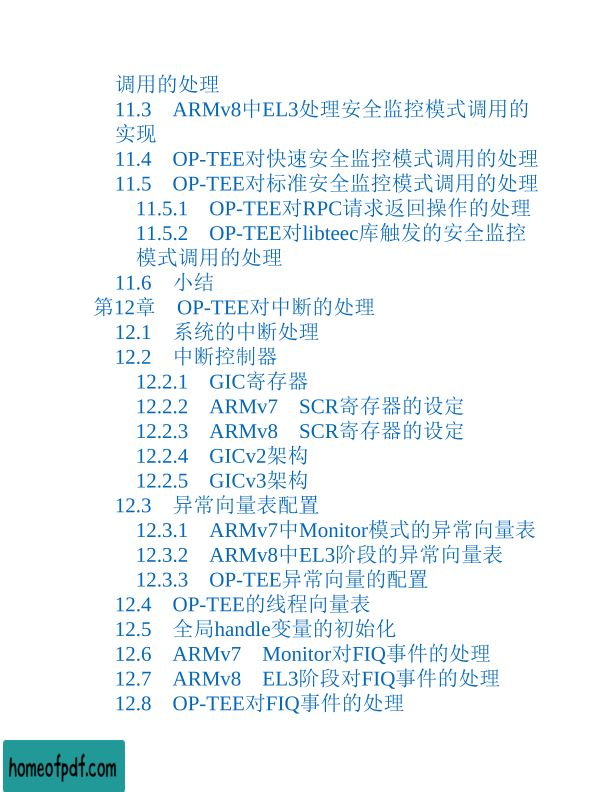 调用的处理
11.3 ARMv8中EL3处理安全监控模式调用的
实现
11.4 OP-TEE对快速安全监控模式调用的处理
11.5 OP-TEE对标准安全监控模式调用的处理
11.5.1 OP-TEE对RPC请求返回操作的处理
11.5.2 OP-TEE对libteec库触发的安全监控
模式调用的处理
11.6 小结
第12章 OP-TEE对中断的处理
12.1 系统的中断处理
12.2 中断控制器
12.2.1 GIC寄存器
12.2.2 ARMv7 SCR寄存器的设定
12.2.3 ARMv8 SCR寄存器的设定
12.2.4 GICv2架构
12.2.5 GICv3架构
12.3 异常向量表配置
12.3.1 ARMv7中Monitor模式的异常向量表
12.3.2 ARMv8中EL3阶段的异常向量表
12.3.3 OP-TEE异常向量的配置
12.4 OP-TEE的线程向量表
12.5 全局handle变量的初始化
12.6 ARMv7 Monitor对FIQ事件的处理
12.7 ARMv8 EL3阶段对FIQ事件的处理
12.8 OP-TEE对FIQ事件的处理
homeofpdf.com